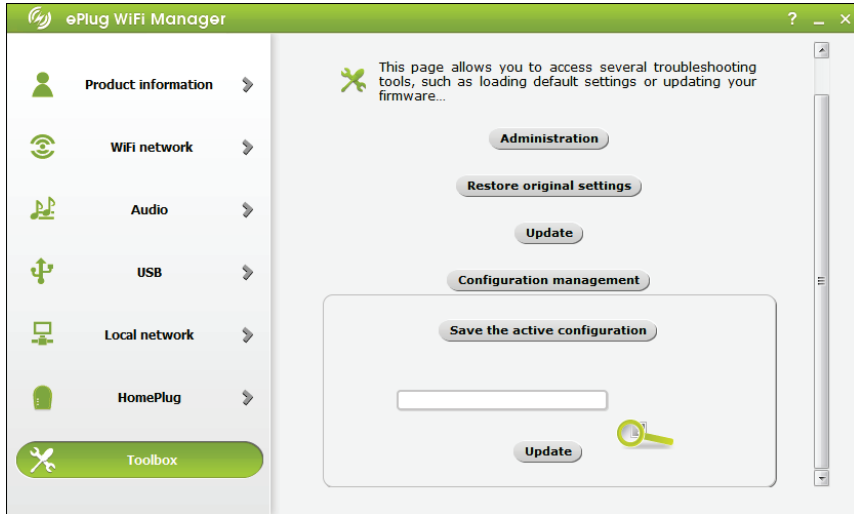 ePlug WiFi Manager
?
Product information
WiFi network
Audio
USB
Local network
HomePlug
Toolbox
This page allows you to access several troubleshooting
tools, such as loading default settings or updating your
firmware...
Administration
Restore original settings
Update
Configuration management
Save the active configuration
Update